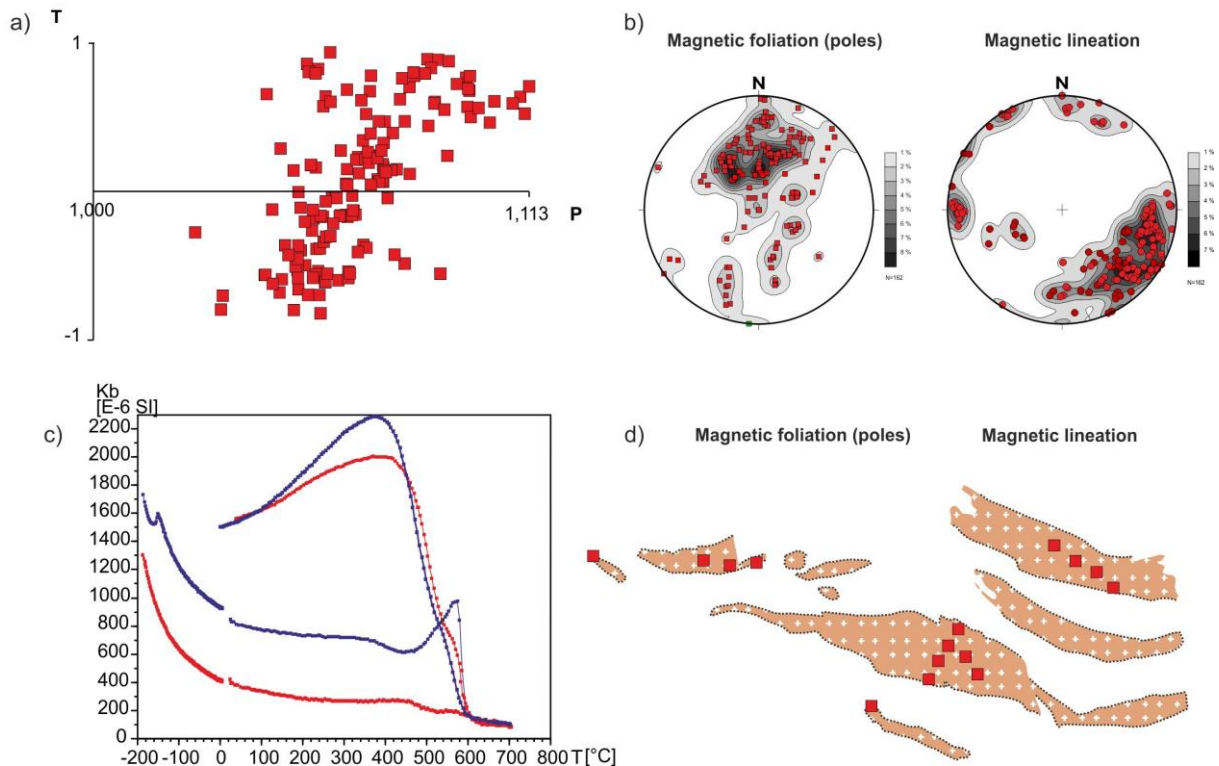 a)
T
1
1,000
1,113
P
-1
b)
Magnetic foliation (poles)
Magnetic lineation
N
N
1 %
2 %
3 %
4 %
5 %
6 %
7 %
8 %
N=162
1 %
2 %
3 %
4 %
5 %
6 %
7 %
N=162
c)
Kb
[E-6 SI]
2200
2000
1800
1600
1400
1200
1000
800
600
400
200
0
-200 -100 0 100 200 300 400 500 600 700 800
T [°C]
d)
Magnetic foliation (poles)
Magnetic lineation